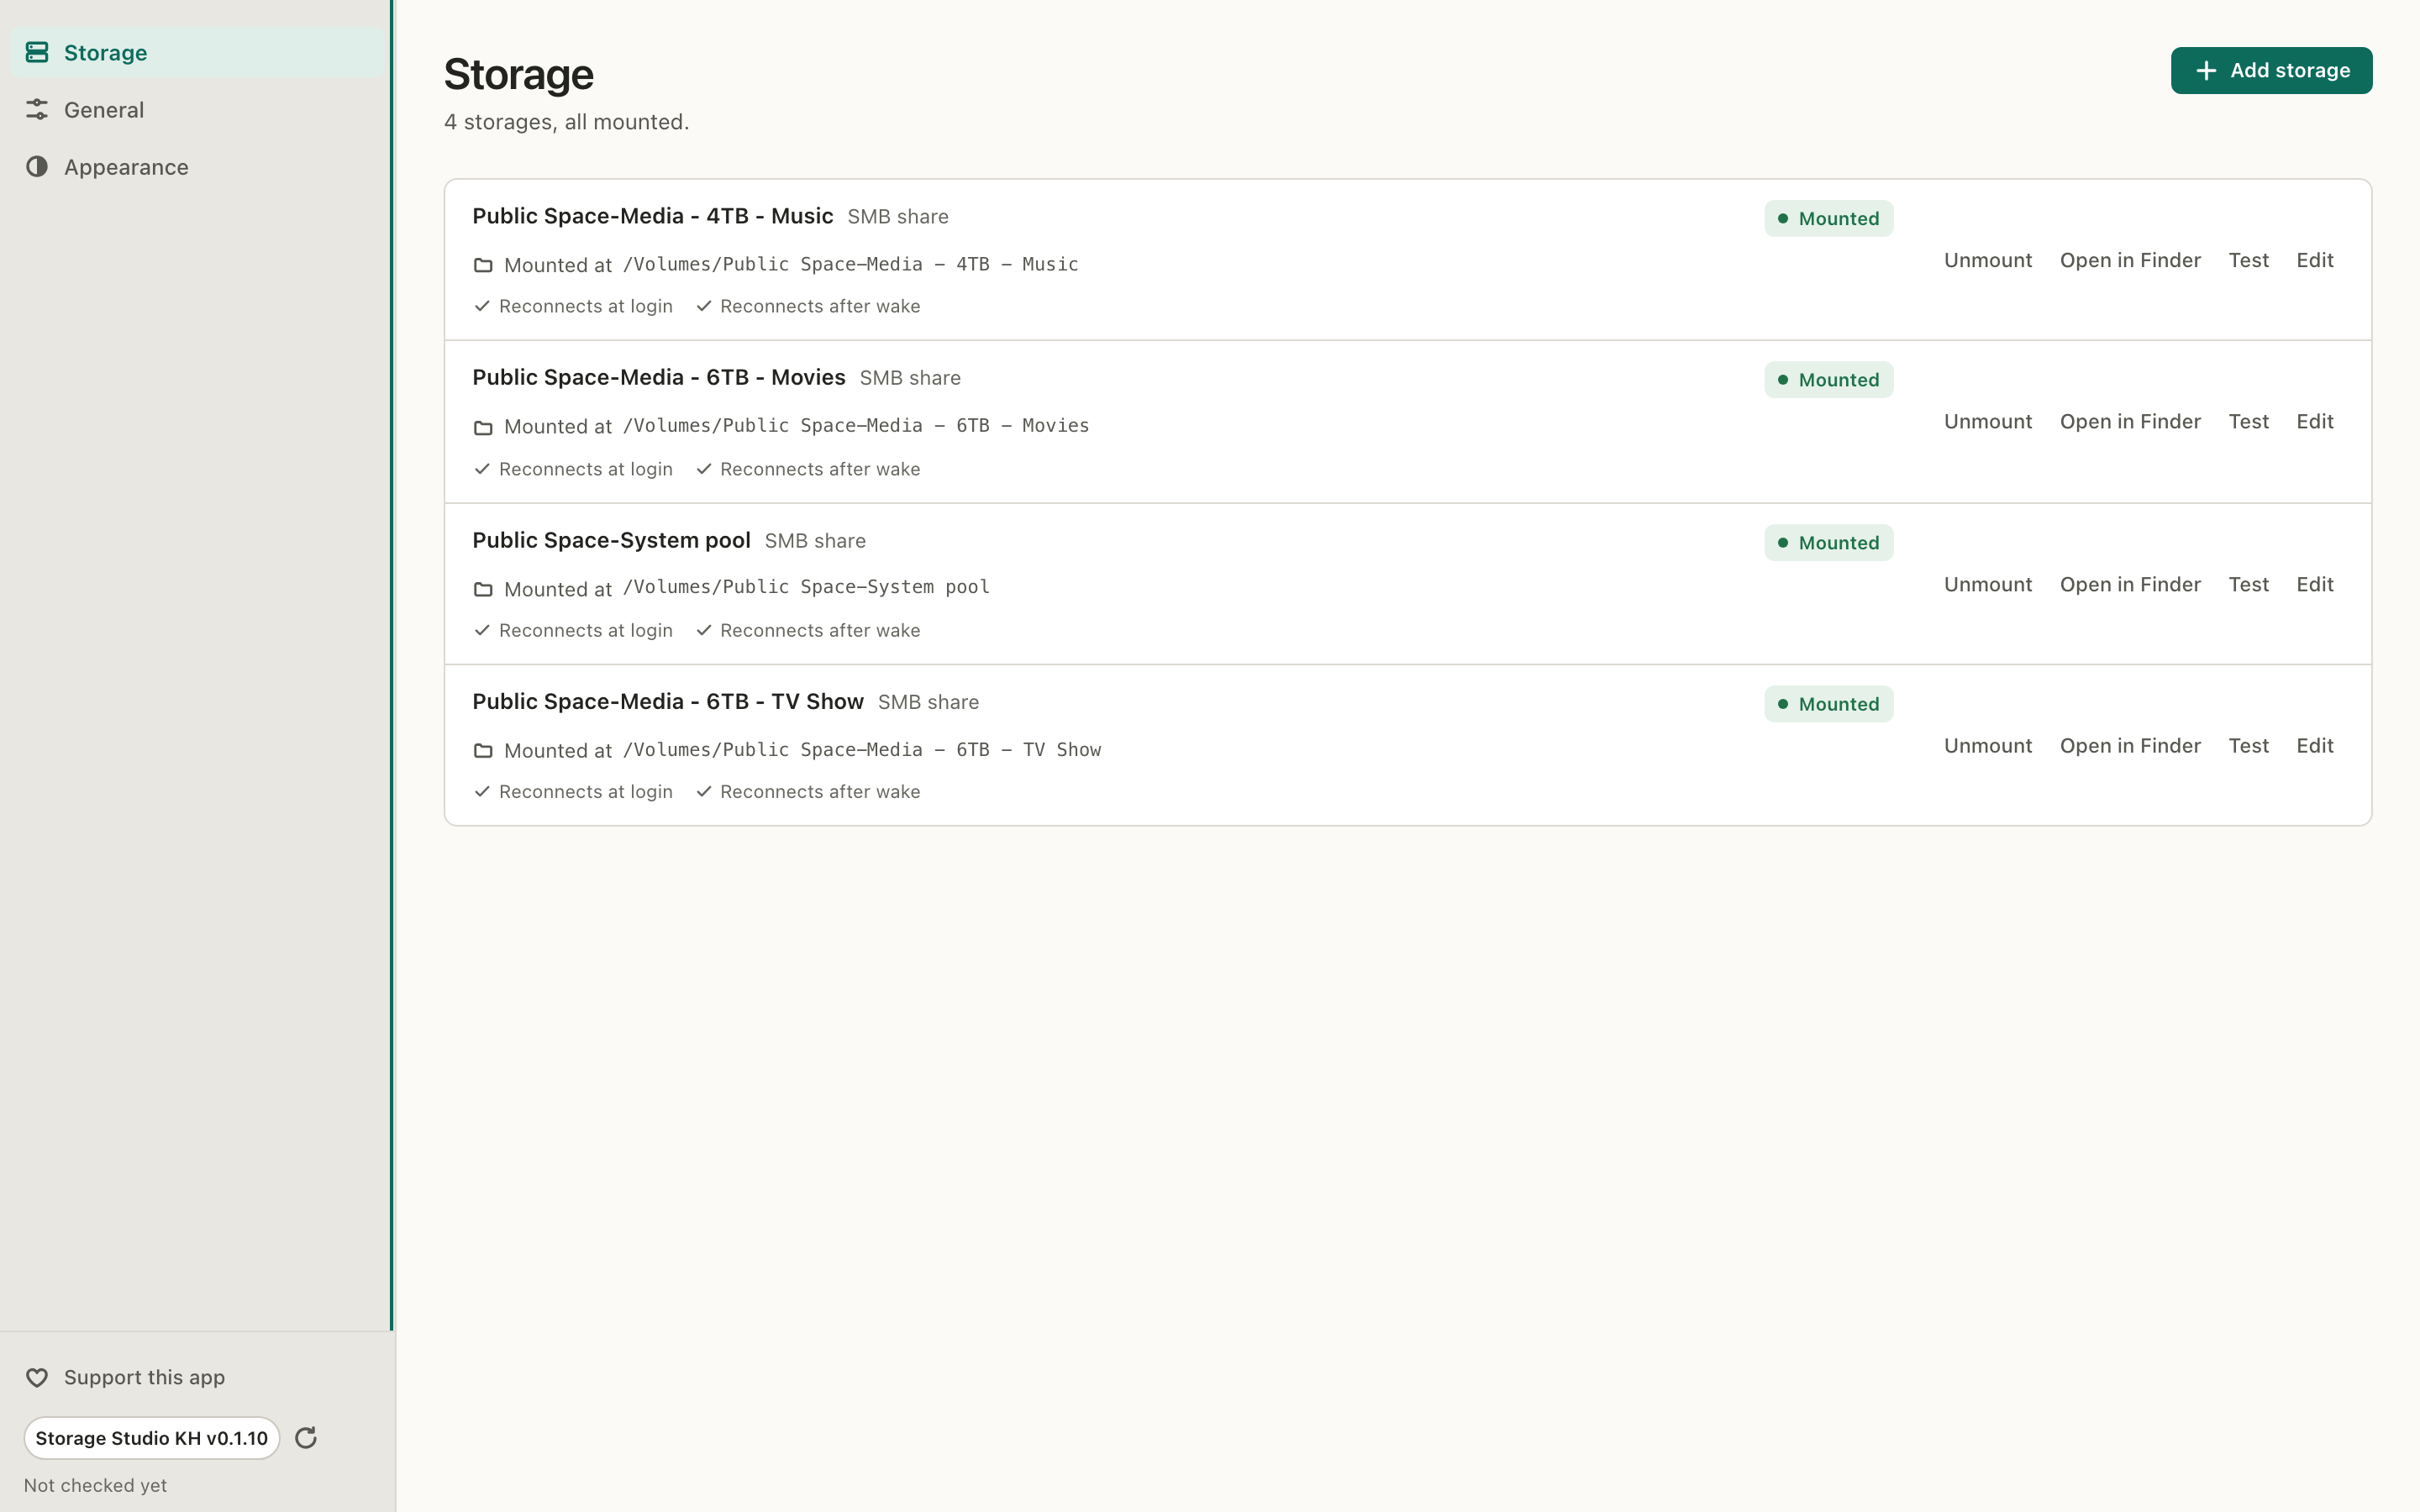 Storage
General
Appearance
Support this app
Storage Studio KH v0.1.10
Not checked yet
Storage
4 storages, all mounted.
Add storage
Public Space-Media - 4TB - Music SMB share
Mounted
Mounted at /Volumes/Public Space-Media - 4TB - Music
Unmount Open in Finder Test Edit
Reconnects at login Reconnects after wake
Public Space-Media - 6TB - Movies SMB share
Mounted
Mounted at /Volumes/Public Space-Media - 6TB - Movies
Unmount Open in Finder Test Edit
Reconnects at login Reconnects after wake
Public Space-System pool SMB share
Mounted
Mounted at /Volumes/Public Space-System pool
Unmount Open in Finder Test Edit
Reconnects at login Reconnects after wake
Public Space-Media - 6TB - TV Show SMB share
Mounted
Mounted at /Volumes/Public Space-Media - 6TB - TV Show
Unmount Open in Finder Test Edit
Reconnects at login Reconnects after wake